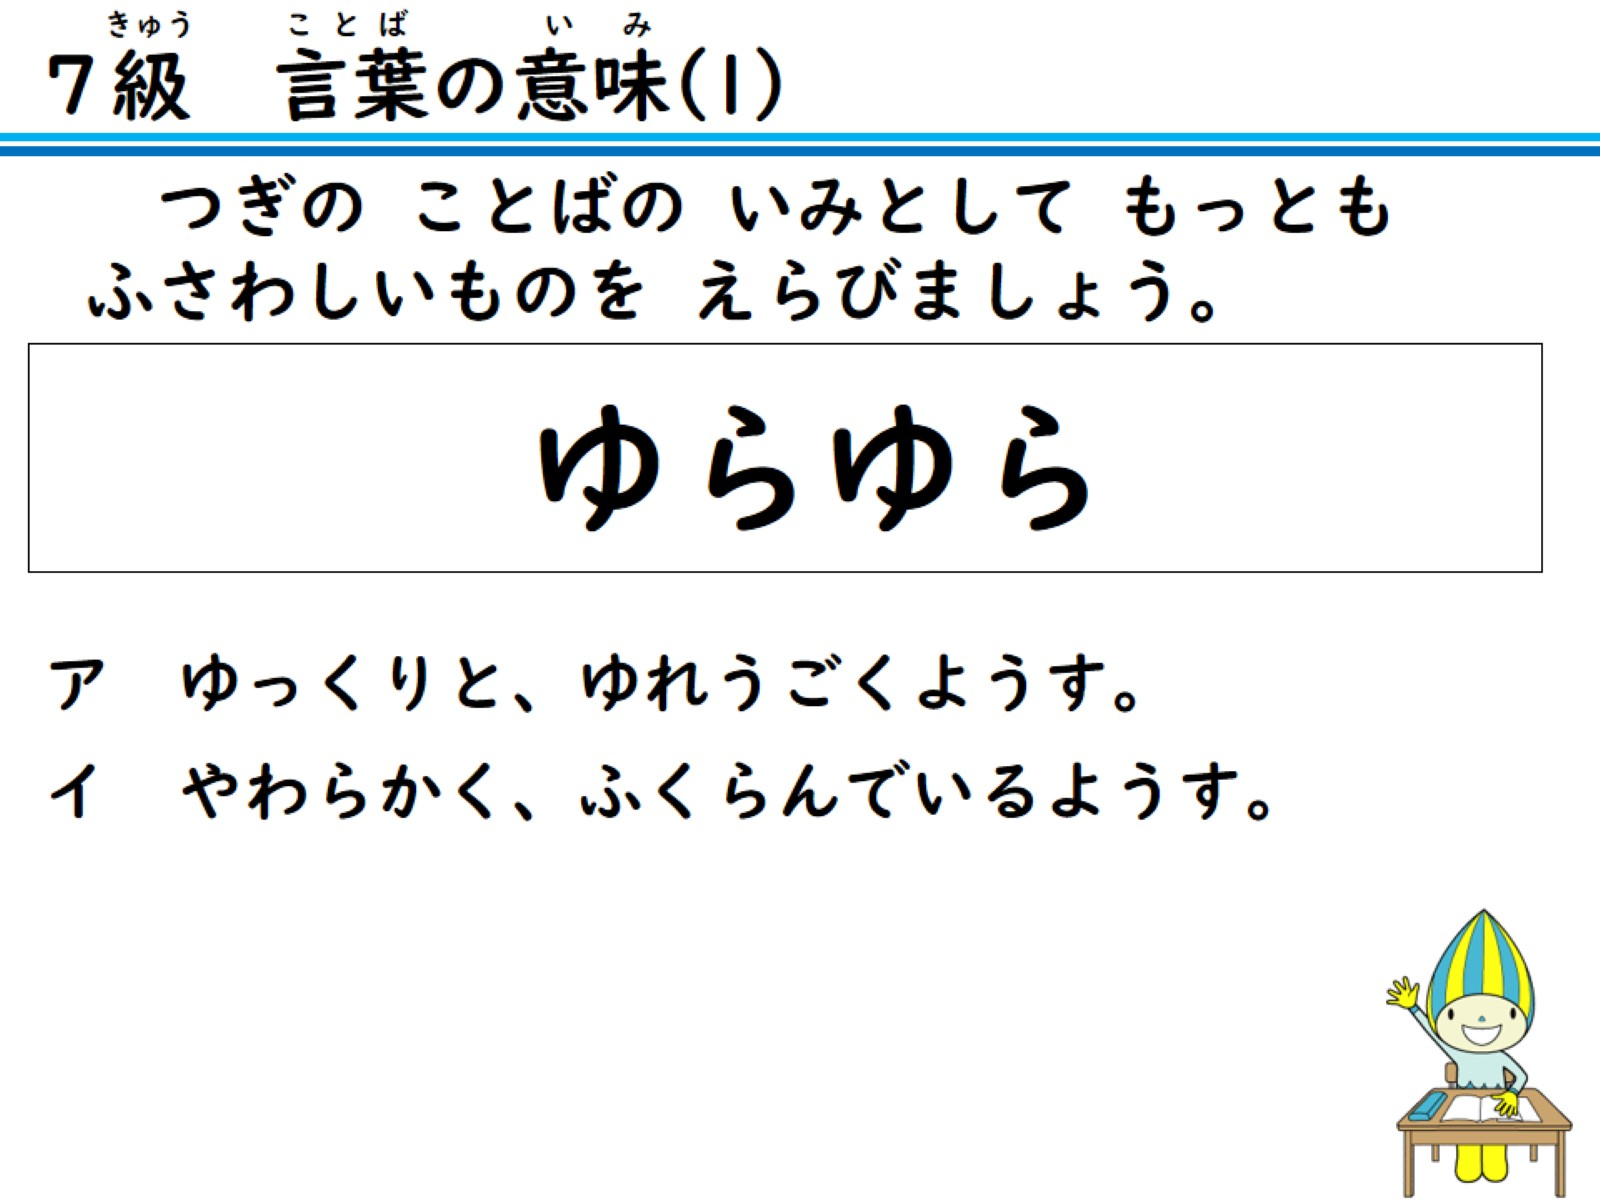 きゅう ことば いみ
7級 言葉の意味(1)
つぎの ことばの いみとして もっとも
ふさわしいものを えらびましょう。
ゆらゆら
ア ゆっくりと、ゆれうごくようす。
イ やわらかく、ふくらんでいるようす。